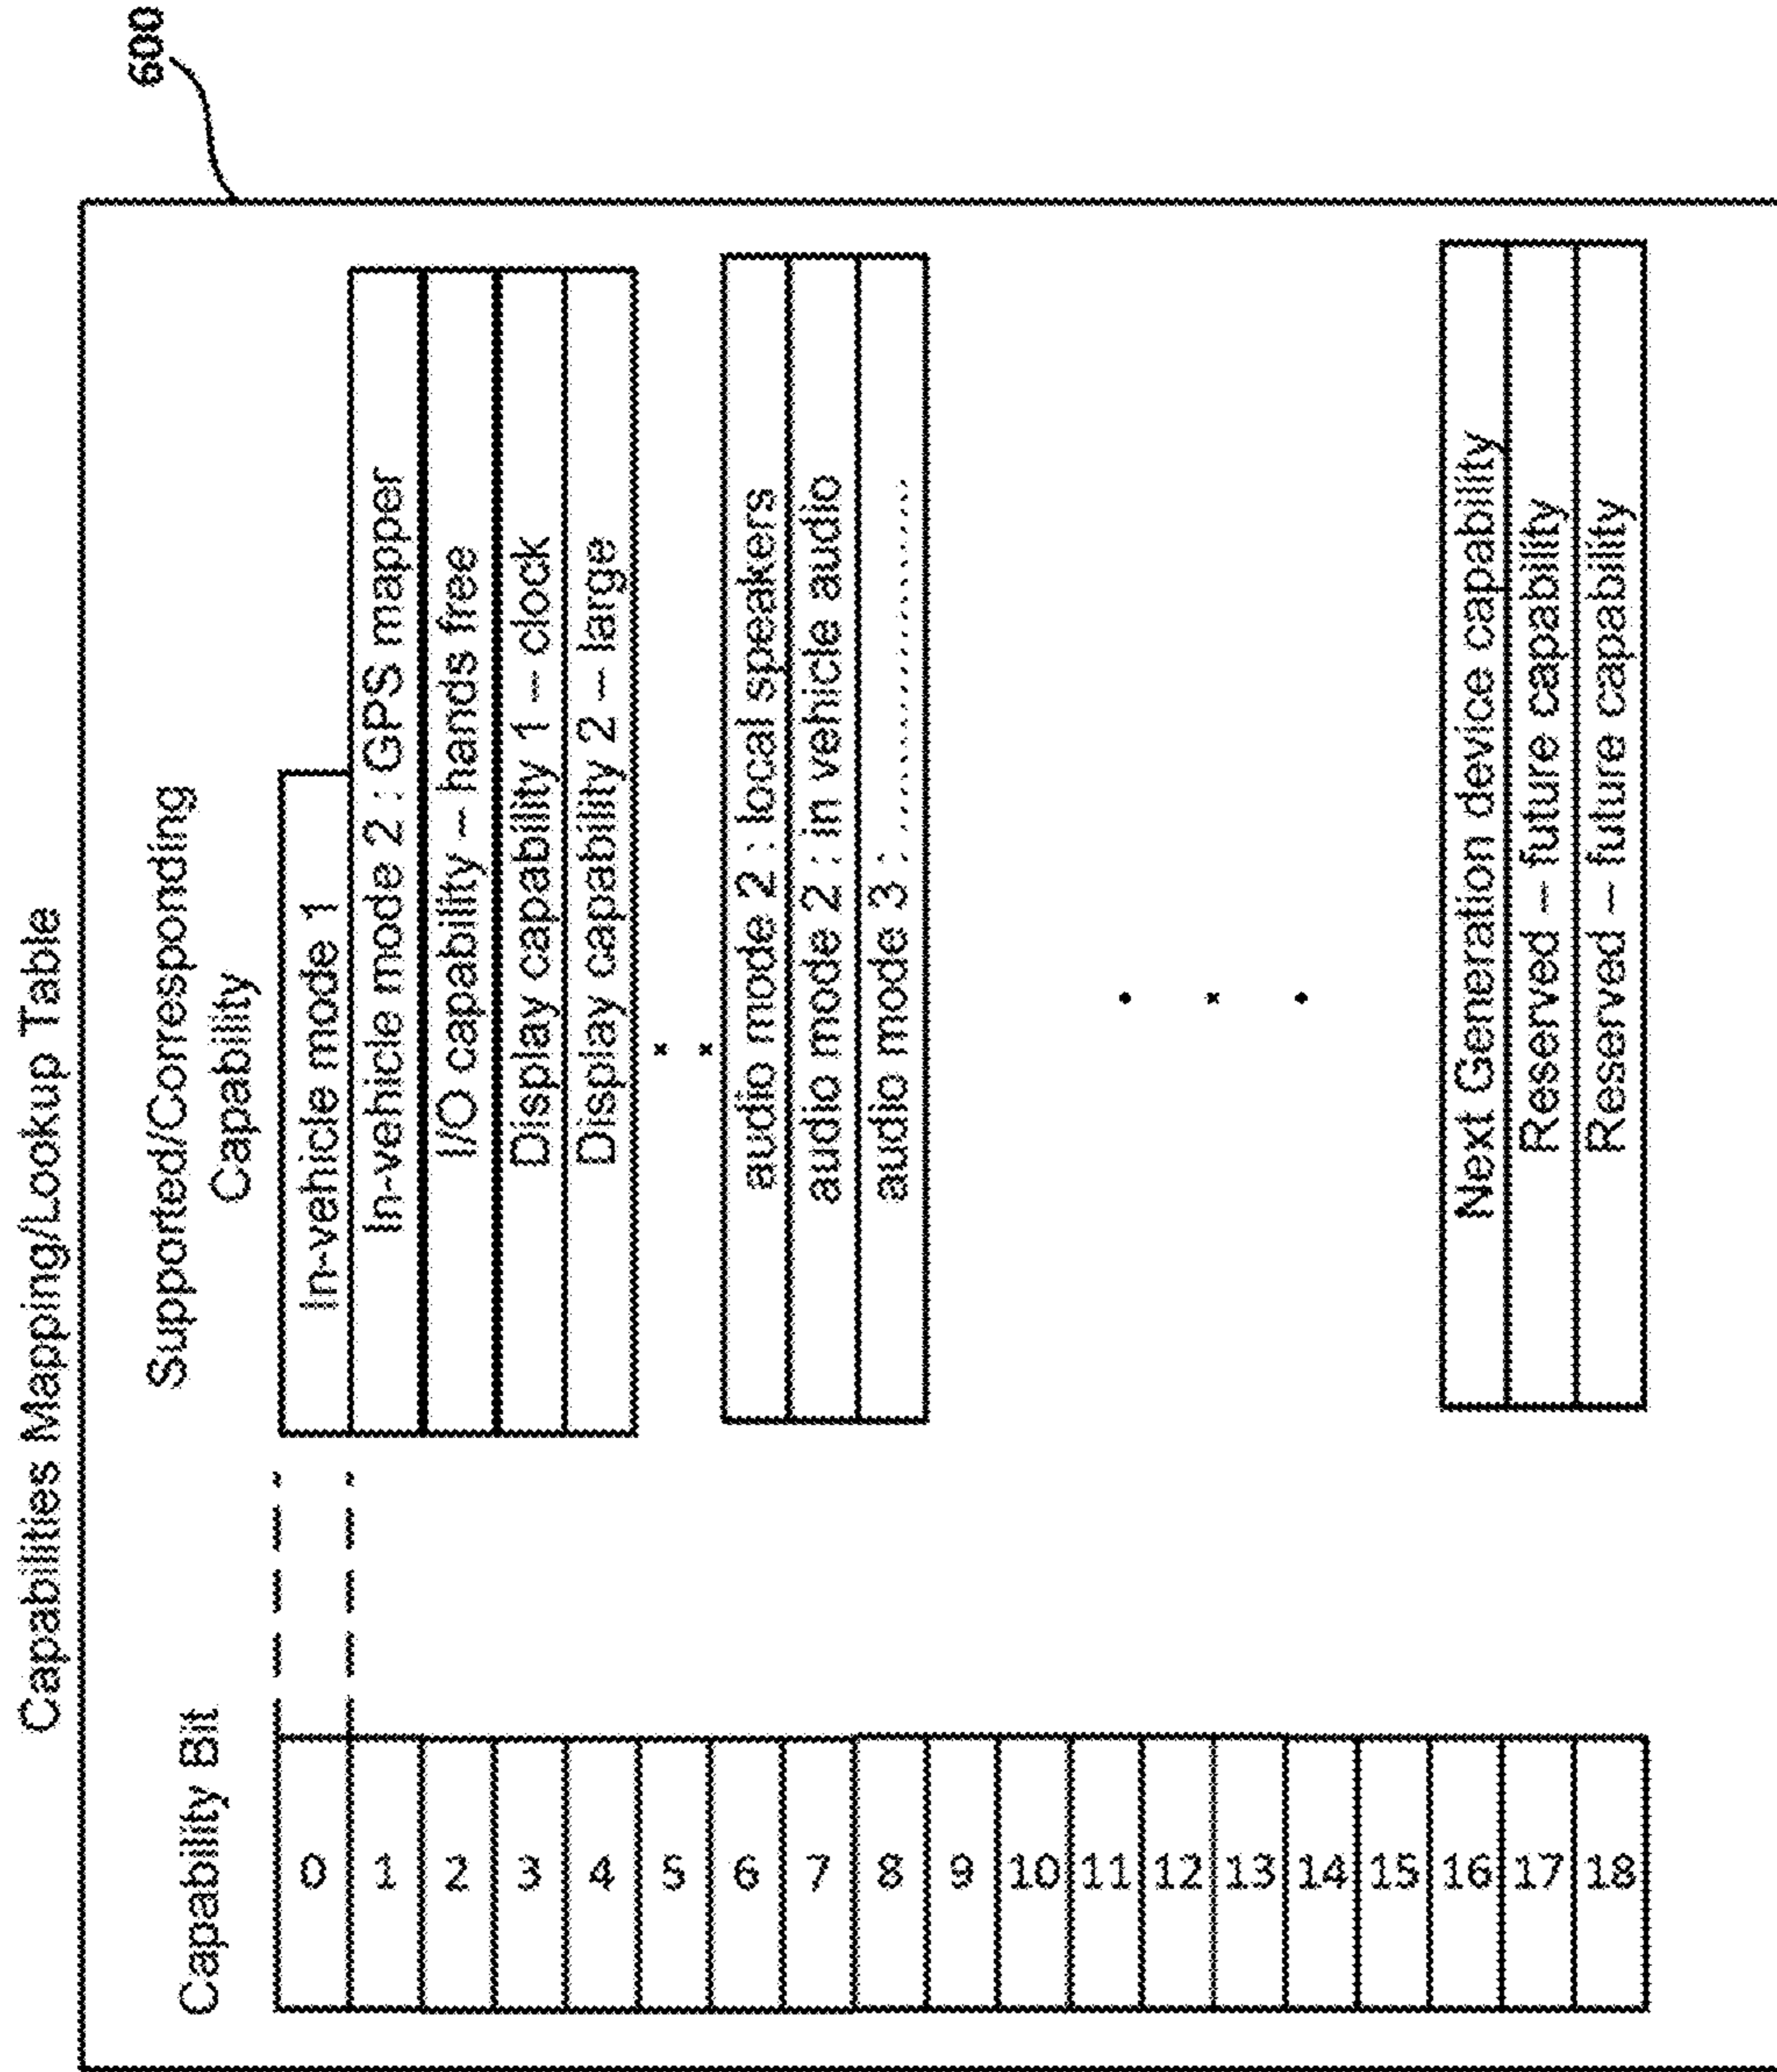 600
Capabilities Mapping/Lookup Table
Capability Bit
Supported/Corresponding
Capability
0
In-vehicle mode 1
1
In-vehicle mode 2 : GPS mapper
2
I/O capability – hands free
3
Display capability 1 – clock
4
Display capability 2 – large
5
6
audio mode 2 : local speakers
7
audio mode 2 : in vehicle audio
8
audio mode 3 : ....................
9
10
11
12
13
14
15
16
Next Generation device capability
17
Reserved – future capability
18
Reserved – future capability